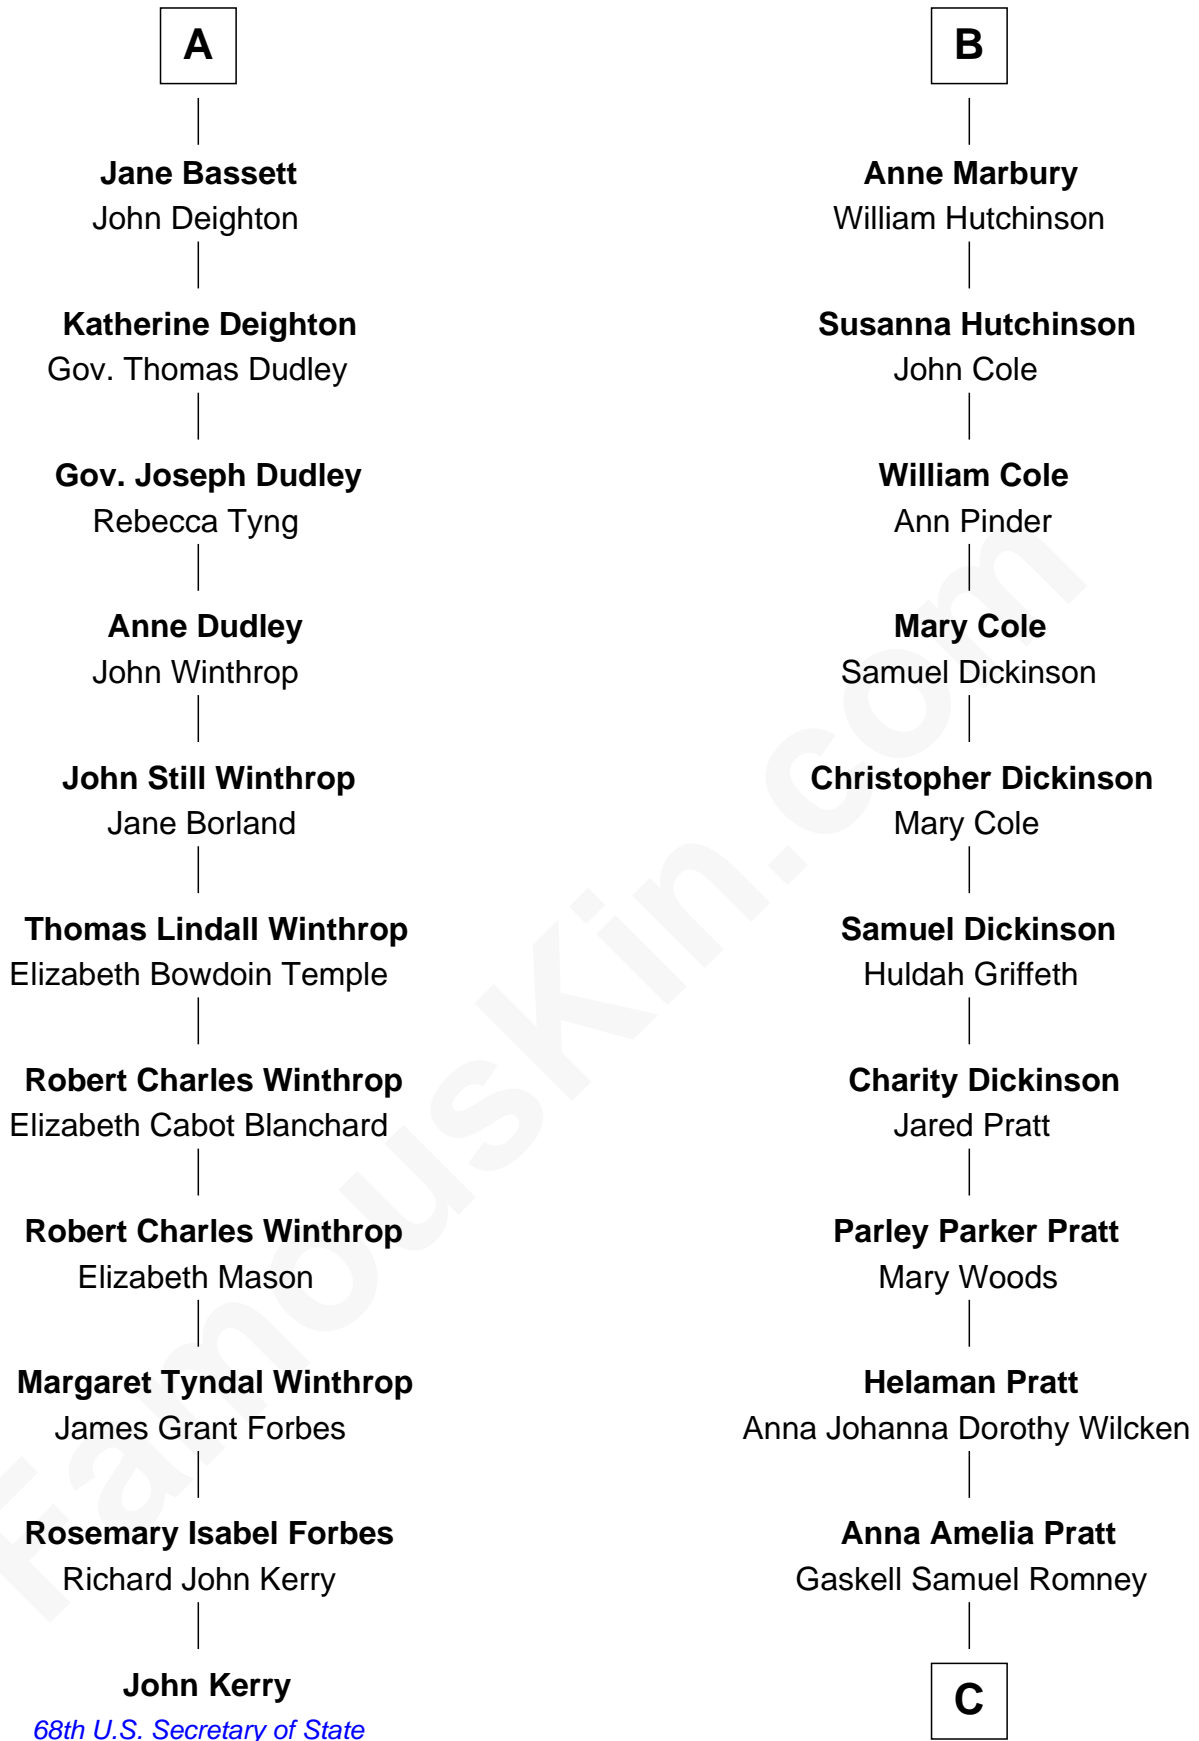 A
Jane Bassett
John Deighton
Katherine Deighton
Gov. Thomas Dudley
Gov. Joseph Dudley
Rebecca Tyng
Anne Dudley
John Winthrop
John Still Winthrop
Jane Borland
Thomas Lindall Winthrop
Elizabeth Bowdoin Temple
Robert Charles Winthrop
Elizabeth Cabot Blanchard
Robert Charles Winthrop
Elizabeth Mason
Margaret Tyndal Winthrop
James Grant Forbes
Rosemary Isabel Forbes
Richard John Kerry
John Kerry
68th U.S. Secretary of State
B
Anne Marbury
William Hutchinson
Susanna Hutchinson
John Cole
William Cole
Ann Pinder
Mary Cole
Samuel Dickinson
Christopher Dickinson
Mary Cole
Samuel Dickinson
Huldah Griffeth
Charity Dickinson
Jared Pratt
Parley Parker Pratt
Mary Woods
Helaman Pratt
Anna Johanna Dorothy Wilcken
Anna Amelia Pratt
Gaskell Samuel Romney
C
FamousKin.com